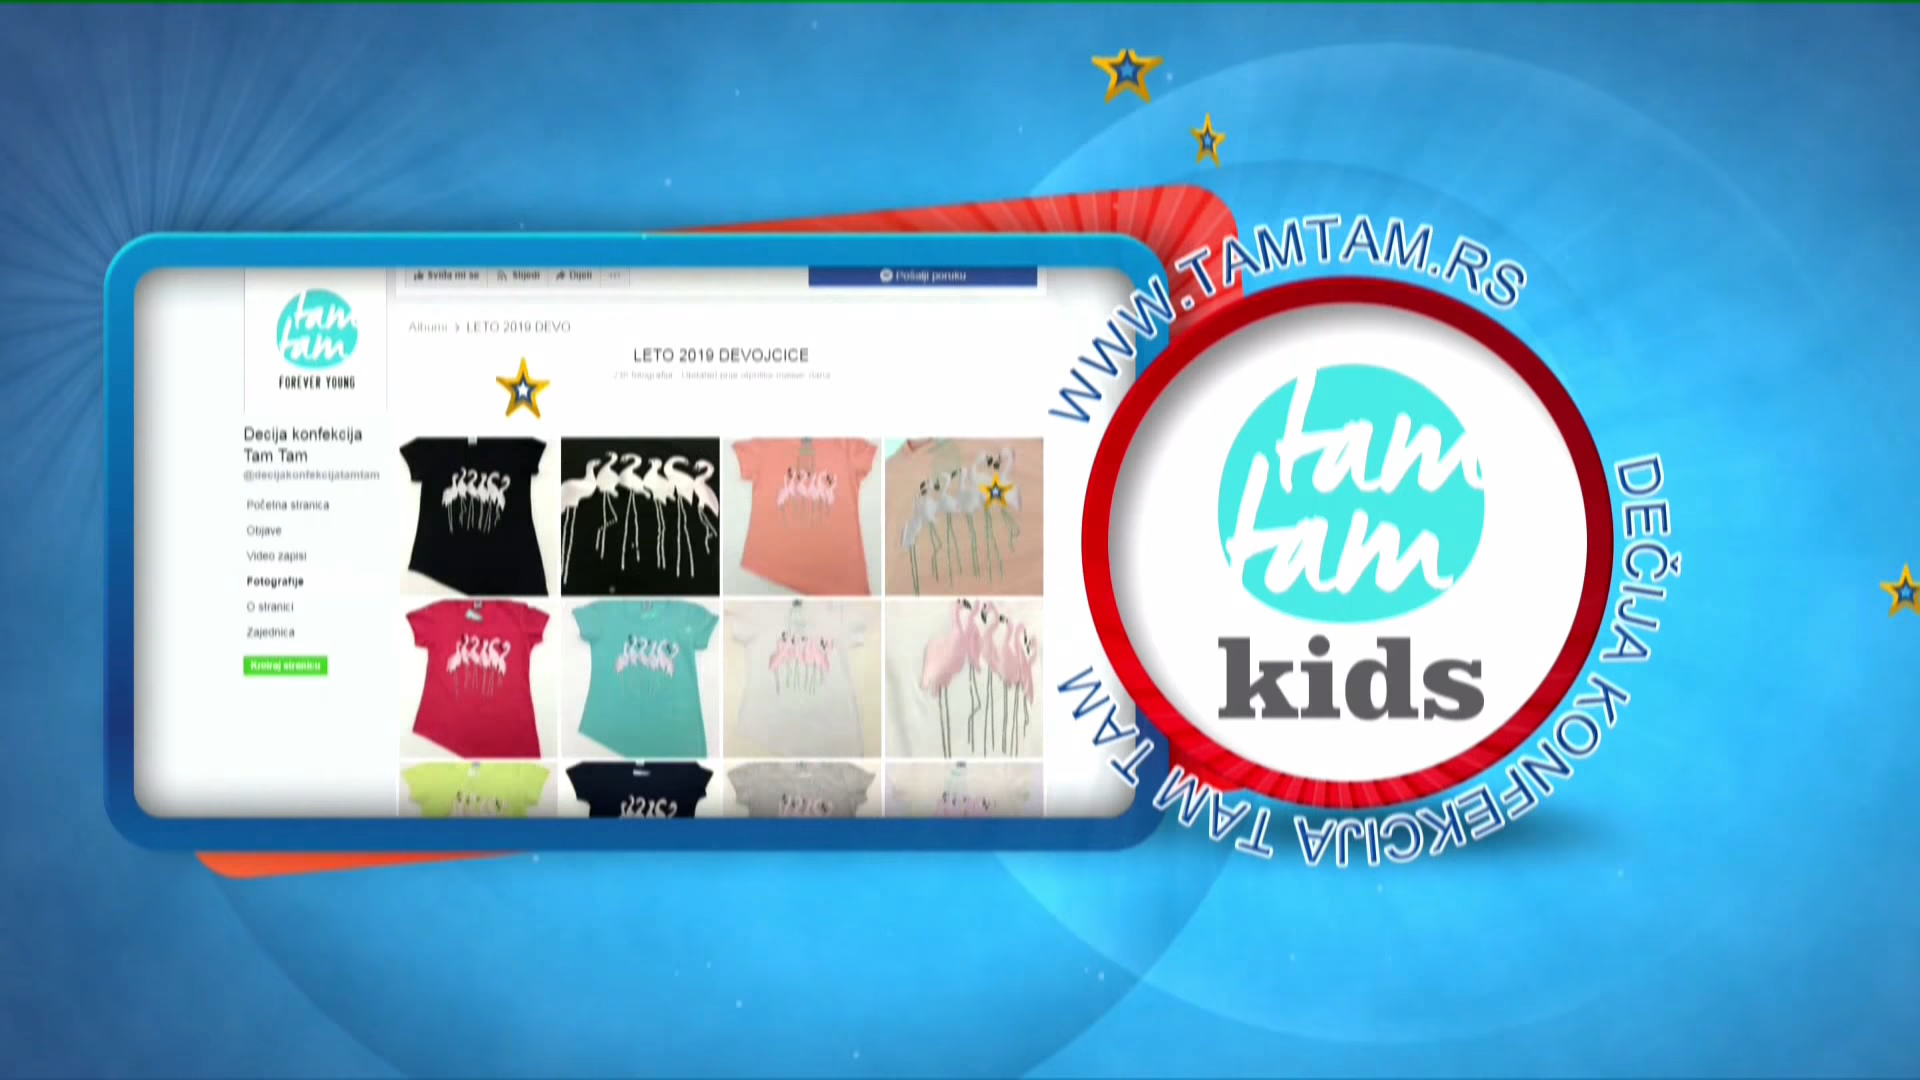 Sviđa mi se
Slijedi
Dijeli
Pošalji poruku
tam
tam
FOREVER YOUNG
Albumi > LETO 2019 DEVO
LETO 2019 DEVOJCICE
Decija konfekcija
Tam Tam
@decijakonfekcijatamtam
Početna stranica
Objave
Video zapisi
Fotografije
O stranici
Zajednica
Kreiraj stranicu
WWW.TAMTAM.RS
tam
tam
kids
DEČIJA KONFEKCIJA TAM TAM TAM